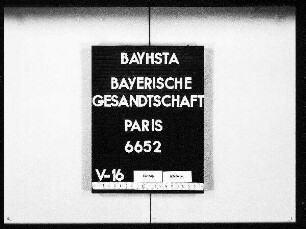 BAYHSTA
BAYERISCHE
GESANDTSCHAFT
PARIS
6652
V-16